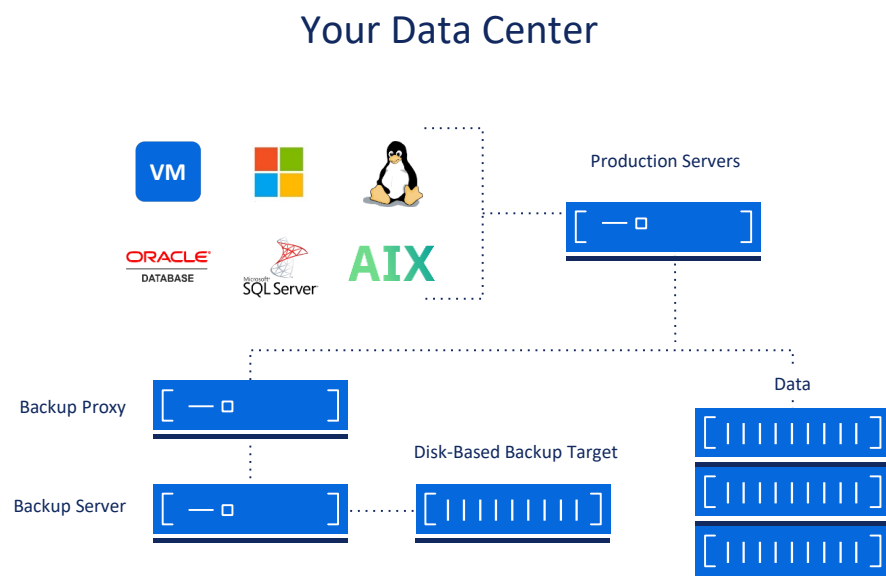 Your Data Center
VM
Production Servers
ORACLE®
DATABASE
Microsoft®
SQL Server
AIX
Data
Backup Proxy
Disk-Based Backup Target
Backup Server